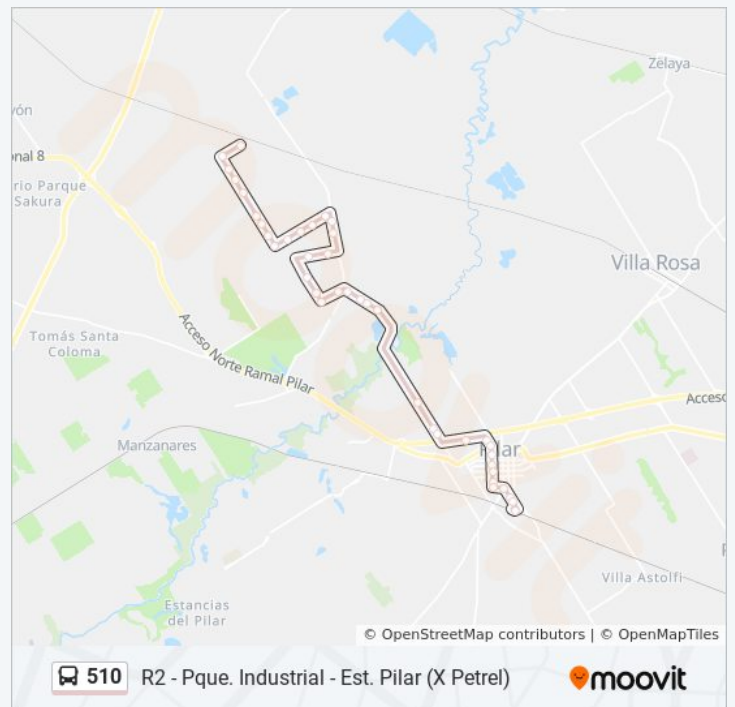 Zelaya
yón
onal 8
rio Parque
Sakura
Villa Rosa
Tomás Santa
Coloma
Acceso Norte Ramal Pilar
Acceso
Manzanares
Pilar
Villa Astolfi
Estancias
del Pilar
© OpenStreetMap contributors | © OpenMapTiles
510 R2 - Pque. Industrial - Est. Pilar (X Petrel) moovit